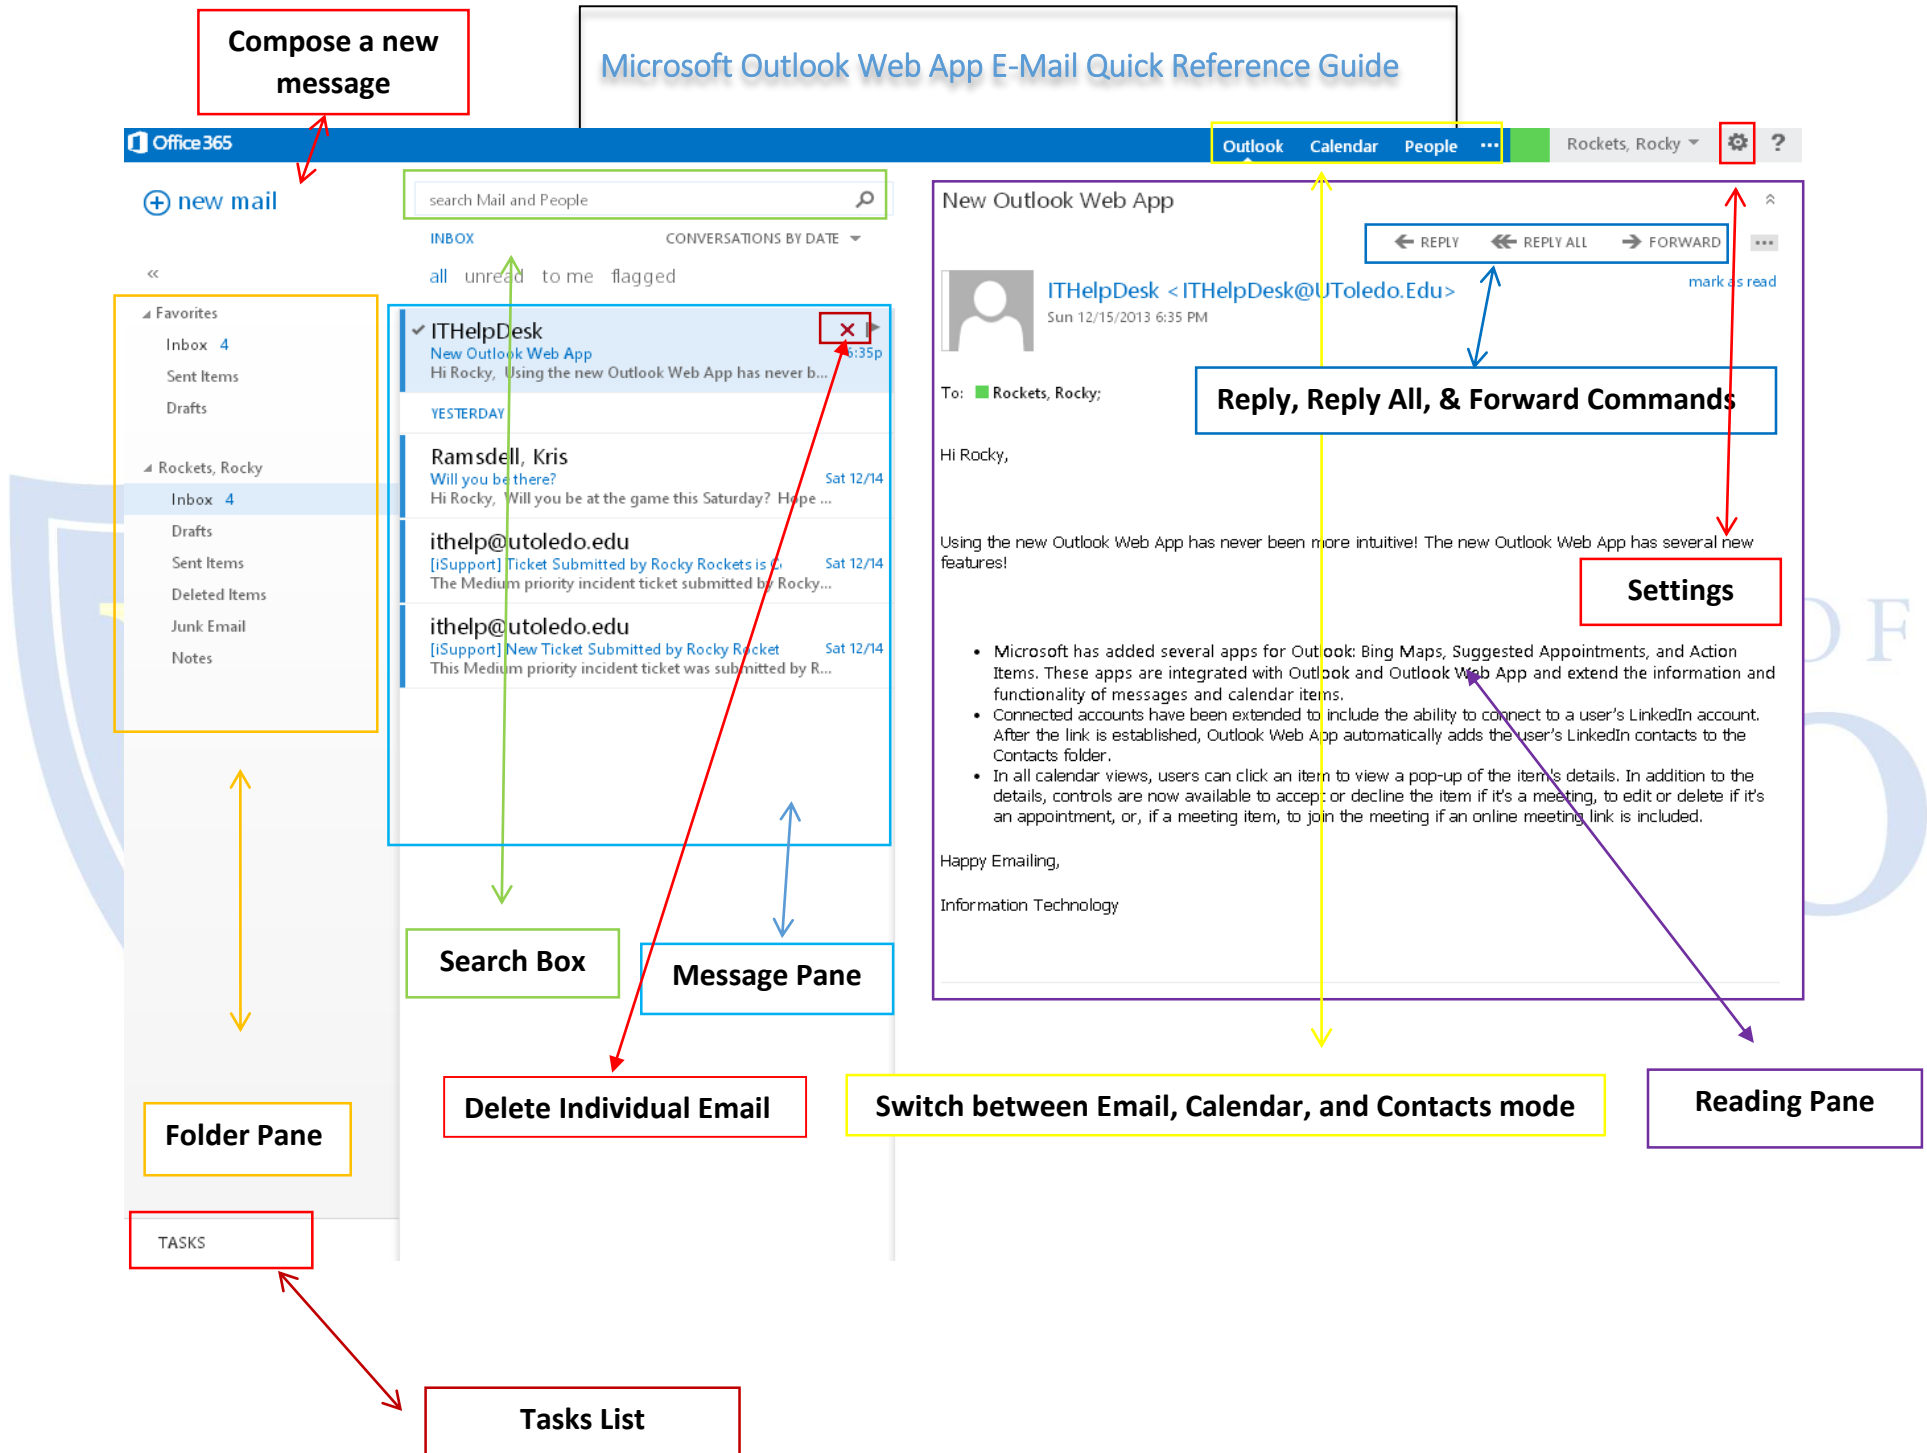 Compose a new
message
Microsoft Outlook Web App E-Mail Quick Reference Guide
Office 365
Outlook Calendar People ···
Rockets, Rocky
?
new mail
search Mail and People
INBOX CONVERSATIONS BY DATE
all unread to me flagged
«
Favorites
Inbox 4
Sent Items
Drafts
Rockets, Rocky
Inbox 4
Drafts
Sent Items
Deleted Items
Junk Email
Notes
ITHelpDesk
New Outlook Web App 6:35p
Hi Rocky, Using the new Outlook Web App has never b...
YESTERDAY
Ramsdell, Kris
Will you be there? Sat 12/14
Hi Rocky, Will you be at the game this Saturday? Hope ...
ithelp@utoledo.edu
[iSupport] Ticket Submitted by Rocky Rockets is Sat 12/14
The Medium priority incident ticket submitted by Rocky...
ithelp@utoledo.edu
[iSupport] New Ticket Submitted by Rocky Rocket Sat 12/14
This Medium priority incident ticket was submitted by R...
New Outlook Web App
REPLY REPLY ALL FORWARD ···
mark as read
ITHelpDesk <ITHelpDesk@UToledo.Edu>
Sun 12/15/2013 6:35 PM
To: Rockets, Rocky;
Reply, Reply All, & Forward Commands
Hi Rocky,
Using the new Outlook Web App has never been more intuitive! The new Outlook Web App has several new
features!
Settings
OF
• Microsoft has added several apps for Outlook: Bing Maps, Suggested Appointments, and Action
Items. These apps are integrated with Outlook and Outlook Web App and extend the information and
functionality of messages and calendar items.
• Connected accounts have been extended to include the ability to connect to a user's LinkedIn account.
After the link is established, Outlook Web App automatically adds the user's LinkedIn contacts to the
Contacts folder.
• In all calendar views, users can click an item to view a pop-up of the item's details. In addition to the
details, controls are now available to accept or decline the item if it's a meeting, to edit or delete if it's
an appointment, or, if a meeting item, to join the meeting if an online meeting link is included.
Happy Emailing,
Information Technology
Search Box
Message Pane
Delete Individual Email
Switch between Email, Calendar, and Contacts mode
Reading Pane
Folder Pane
TASKS
Tasks List